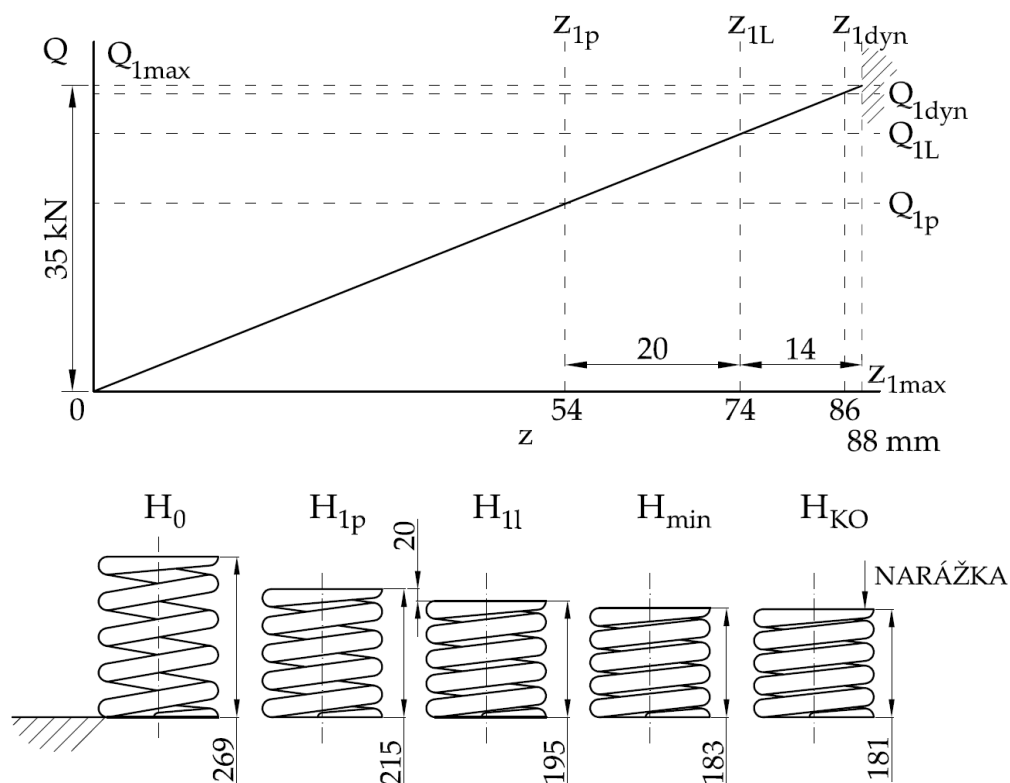 Q Q1max z1p z1L z1dyn
Q1dyn
Q1L
Q1p
35 kN
20 14
z1max
0 54 74 86
z 88 mm
H0 H1p H1l Hmin HKO
20
NARÁŽKA
269 215 195 183 181